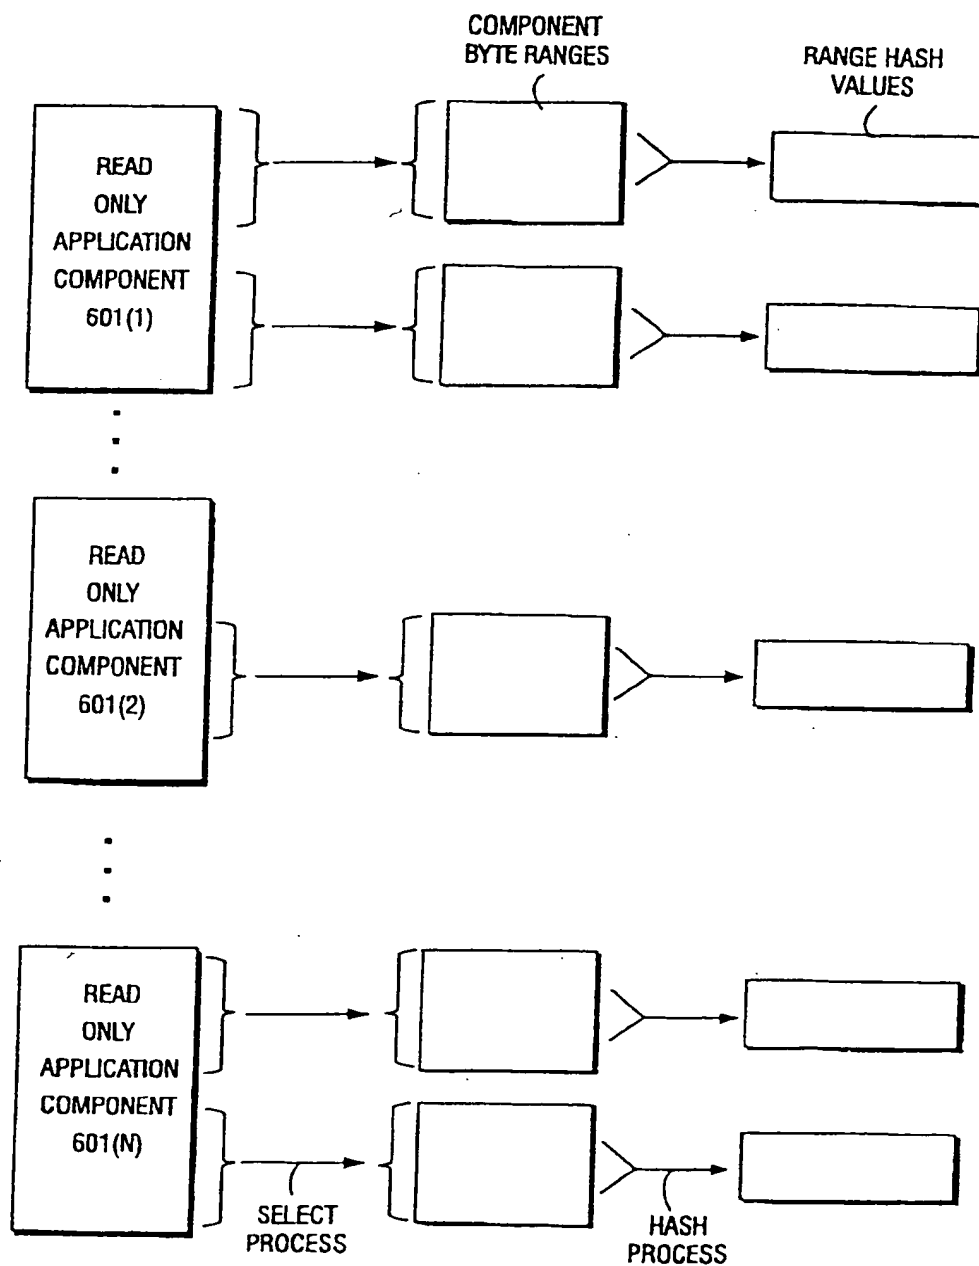 COMPONENT
BYTE RANGES
RANGE HASH
VALUES
READ
ONLY
APPLICATION
COMPONENT
601(1)
READ
ONLY
APPLICATION
COMPONENT
601(2)
READ
ONLY
APPLICATION
COMPONENT
601(N)
SELECT
PROCESS
HASH
PROCESS